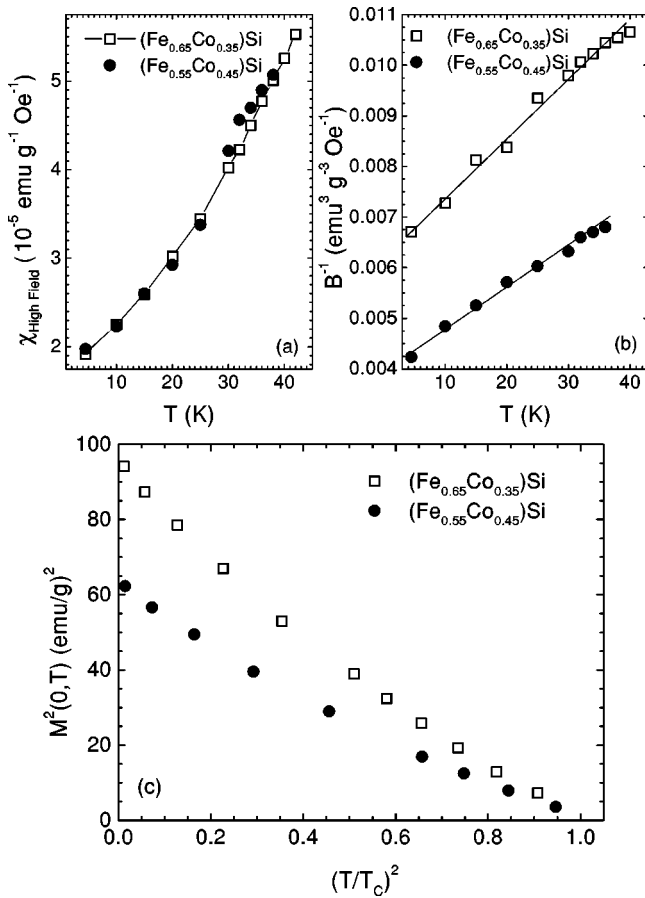 5
4
3
2
10 20 30 40
χHigh Field (10⁻⁵ emu g⁻¹ Oe⁻¹)
T (K)
(Fe₀.₆₅Co₀.₃₅)Si
(Fe₀.₅₅Co₀.₄₅)Si
(a)
0.011
0.010
0.009
0.008
0.007
0.006
0.005
0.004
10 20 30 40
B⁻¹ (emu³ g⁻³ Oe⁻¹)
T (K)
(Fe₀.₆₅Co₀.₃₅)Si
(Fe₀.₅₅Co₀.₄₅)Si
(b)
100
80
60
40
20
0
0.0 0.2 0.4 0.6 0.8 1.0
M²(0,T) (emu/g)²
(T/T_C)²
(Fe₀.₆₅Co₀.₃₅)Si
(Fe₀.₅₅Co₀.₄₅)Si
(c)